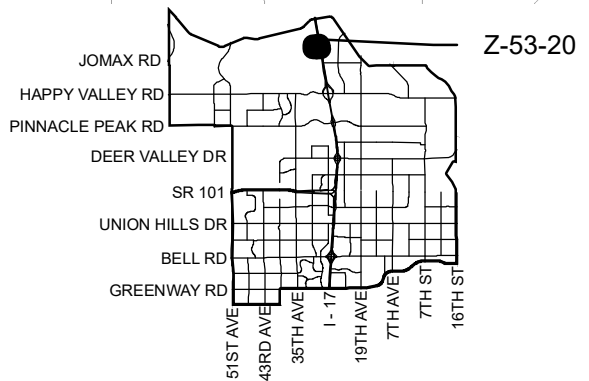 Z-53-20
JOMAX RD
HAPPY VALLEY RD
PINNACLE PEAK RD
DEER VALLEY DR
SR 101
UNION HILLS DR
BELL RD
GREENWAY RD
51ST AVE
43RD AVE
35TH AVE
I - 17
19TH AVE
7TH AVE
7TH ST
16TH ST